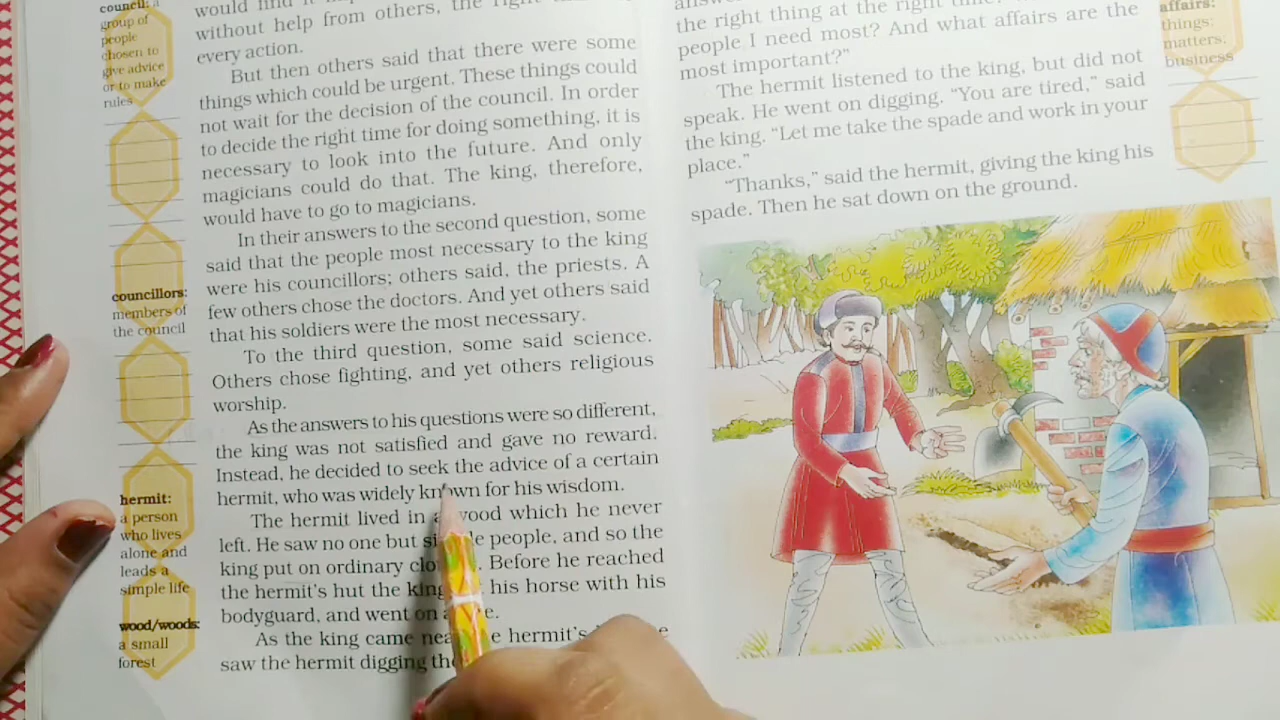 council: a
group of
people
chosen to
give advice
or to make
rules
councillors:
members of
the council
hermit:
a person
who lives
alone and
leads a
simple life
wood/woods:
a small
forest
would find it
without help from others, the right
every action.
But then others said that there were some
things which could be urgent. These things could
not wait for the decision of the council. In order
to decide the right time for doing something, it is
necessary to look into the future. And only
magicians could do that. The king, therefore,
would have to go to magicians.
In their answers to the second question, some
said that the people most necessary to the king
were his councillors; others said, the priests. A
few others chose the doctors. And yet others said
that his soldiers were the most necessary.
To the third question, some said science.
Others chose fighting, and yet others religious
worship.
As the answers to his questions were so different,
the king was not satisfied and gave no reward.
Instead, he decided to seek the advice of a certain
hermit, who was widely known for his wisdom.
The hermit lived in a wood which he never
left. He saw no one but people, and so the
king put on ordinary Before he reached
the hermit's hut the king his horse with his
bodyguard, and went on
As the king came hermit's
saw the hermit digging
the right thing at the right time?
people I need most? And what affairs are the
most important?"
The hermit listened to the king, but did not
speak. He went on digging. "You are tired," said
the king. "Let me take the spade and work in your
place."
"Thanks," said the hermit, giving the king his
spade. Then he sat down on the ground.
affairs:
things;
matters;
business